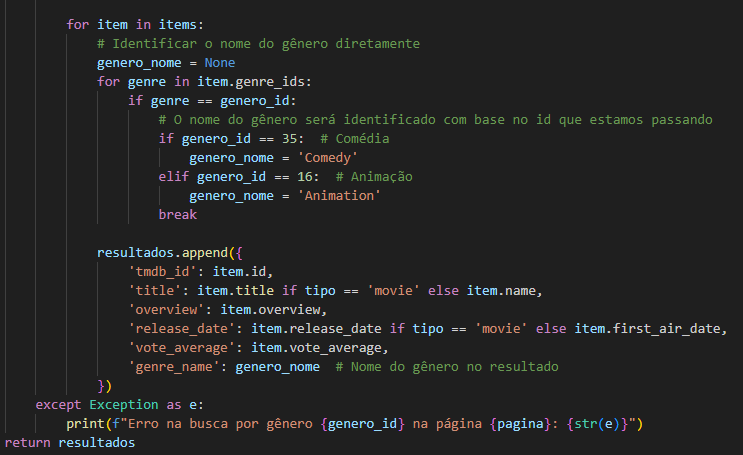 for item in items:
# Identificar o nome do gênero diretamente
genero_nome = None
for genre in item.genre_ids:
if genre == genero_id:
# O nome do gênero será identificado com base no id que estamos passando
if genero_id == 35:  # Comédia
genero_nome = 'Comedy'
elif genero_id == 16:  # Animação
genero_nome = 'Animation'
break
resultados.append({
'tmdb_id': item.id,
'title': item.title if tipo == 'movie' else item.name,
'overview': item.overview,
'release_date': item.release_date if tipo == 'movie' else item.first_air_date,
'vote_average': item.vote_average,
'genre_name': genero_nome  # Nome do gênero no resultado
})
except Exception as e:
print(f"Erro na busca por gênero {genero_id} na página {pagina}: {str(e)}")
return resultados